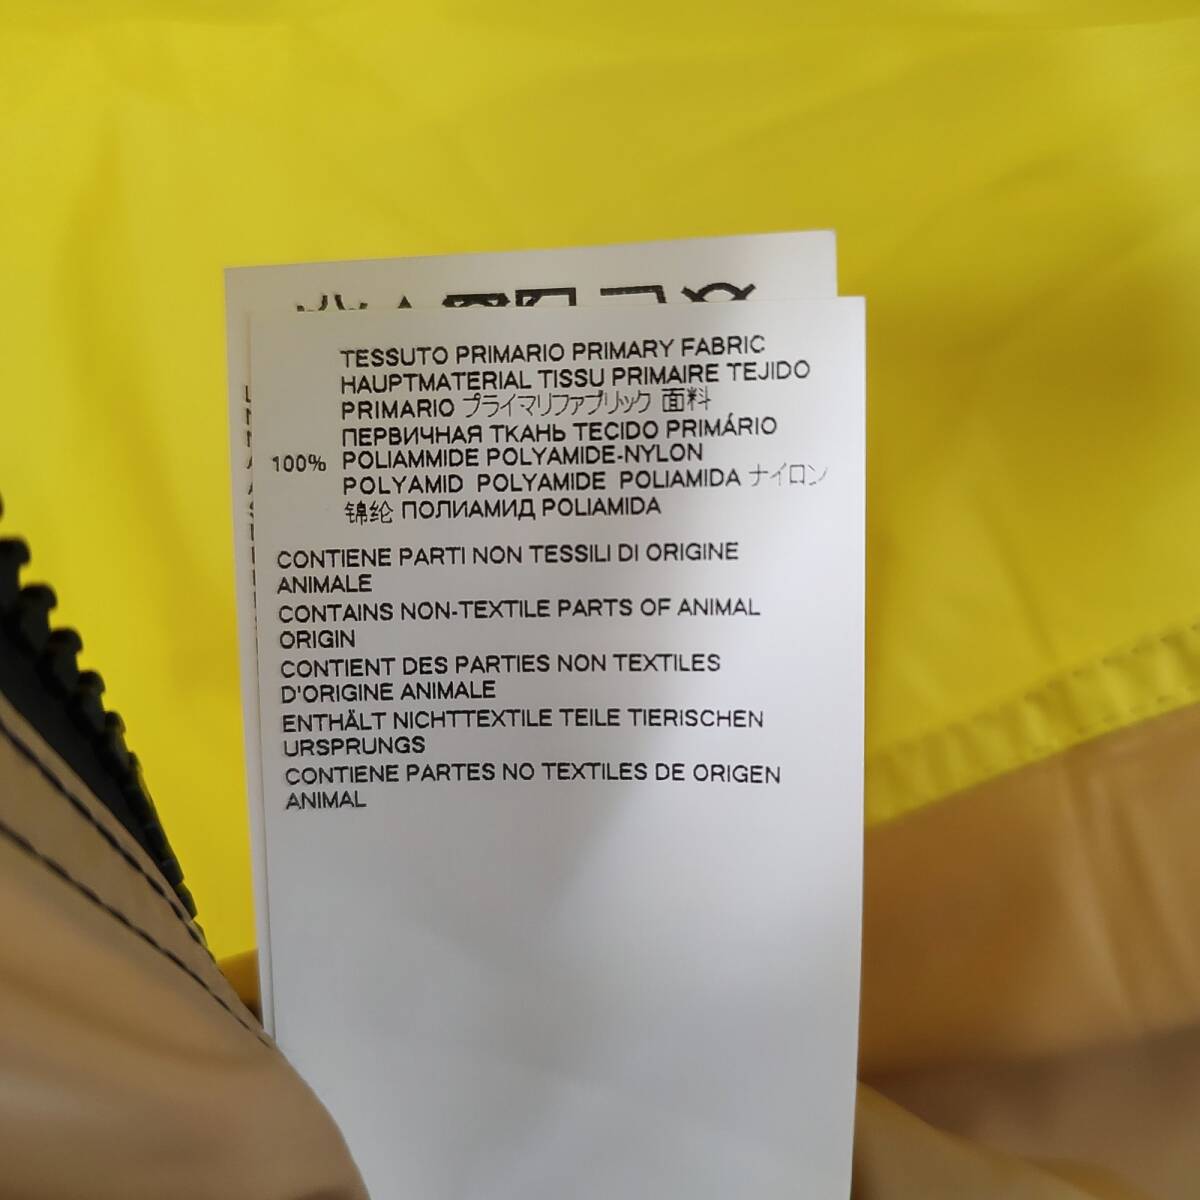 TESSUTO PRIMARIO PRIMARY FABRIC
HAUPTMATERIAL TISSU PRIMAIRE TEJIDO
PRIMARIO プライマリファブリック 面料
ПЕРВИЧНАЯ ТКАНЬ TECIDO PRIMÁRIO
100% POLIAMMIDE POLYAMIDE-NYLON
POLYAMID POLYAMIDE POLIAMIDA ナイロン
锦纶 ПОЛИАМИД POLIAMIDA
CONTIENE PARTI NON TESSILI DI ORIGINE
ANIMALE
CONTAINS NON-TEXTILE PARTS OF ANIMAL
ORIGIN
CONTIENT DES PARTIES NON TEXTILES
D'ORIGINE ANIMALE
ENTHÄLT NICHTTEXTILE TEILE TIERISCHEN
URSPRUNGS
CONTIENE PARTES NO TEXTILES DE ORIGEN
ANIMAL